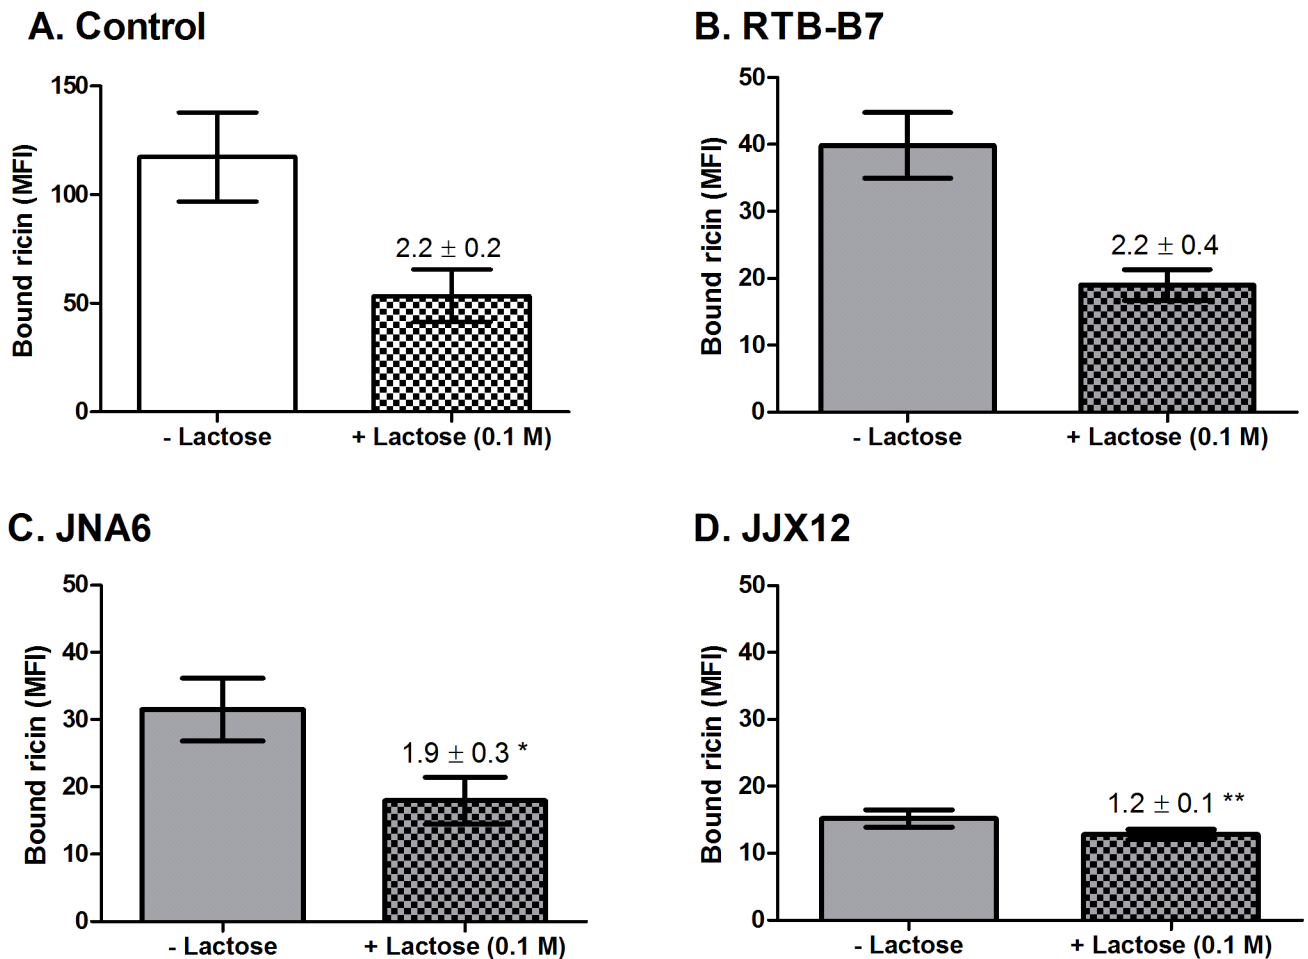 A. Control
150
100
50
0
Bound ricin (MFI)
2.2 ± 0.2
- Lactose
+ Lactose (0.1 M)
B. RTB-B7
50
40
30
20
10
0
Bound ricin (MFI)
2.2 ± 0.4
- Lactose
+ Lactose (0.1 M)
C. JNA6
50
40
30
20
10
0
Bound ricin (MFI)
1.9 ± 0.3 *
- Lactose
+ Lactose (0.1 M)
D. JJX12
50
40
30
20
10
0
Bound ricin (MFI)
1.2 ± 0.1 **
- Lactose
+ Lactose (0.1 M)